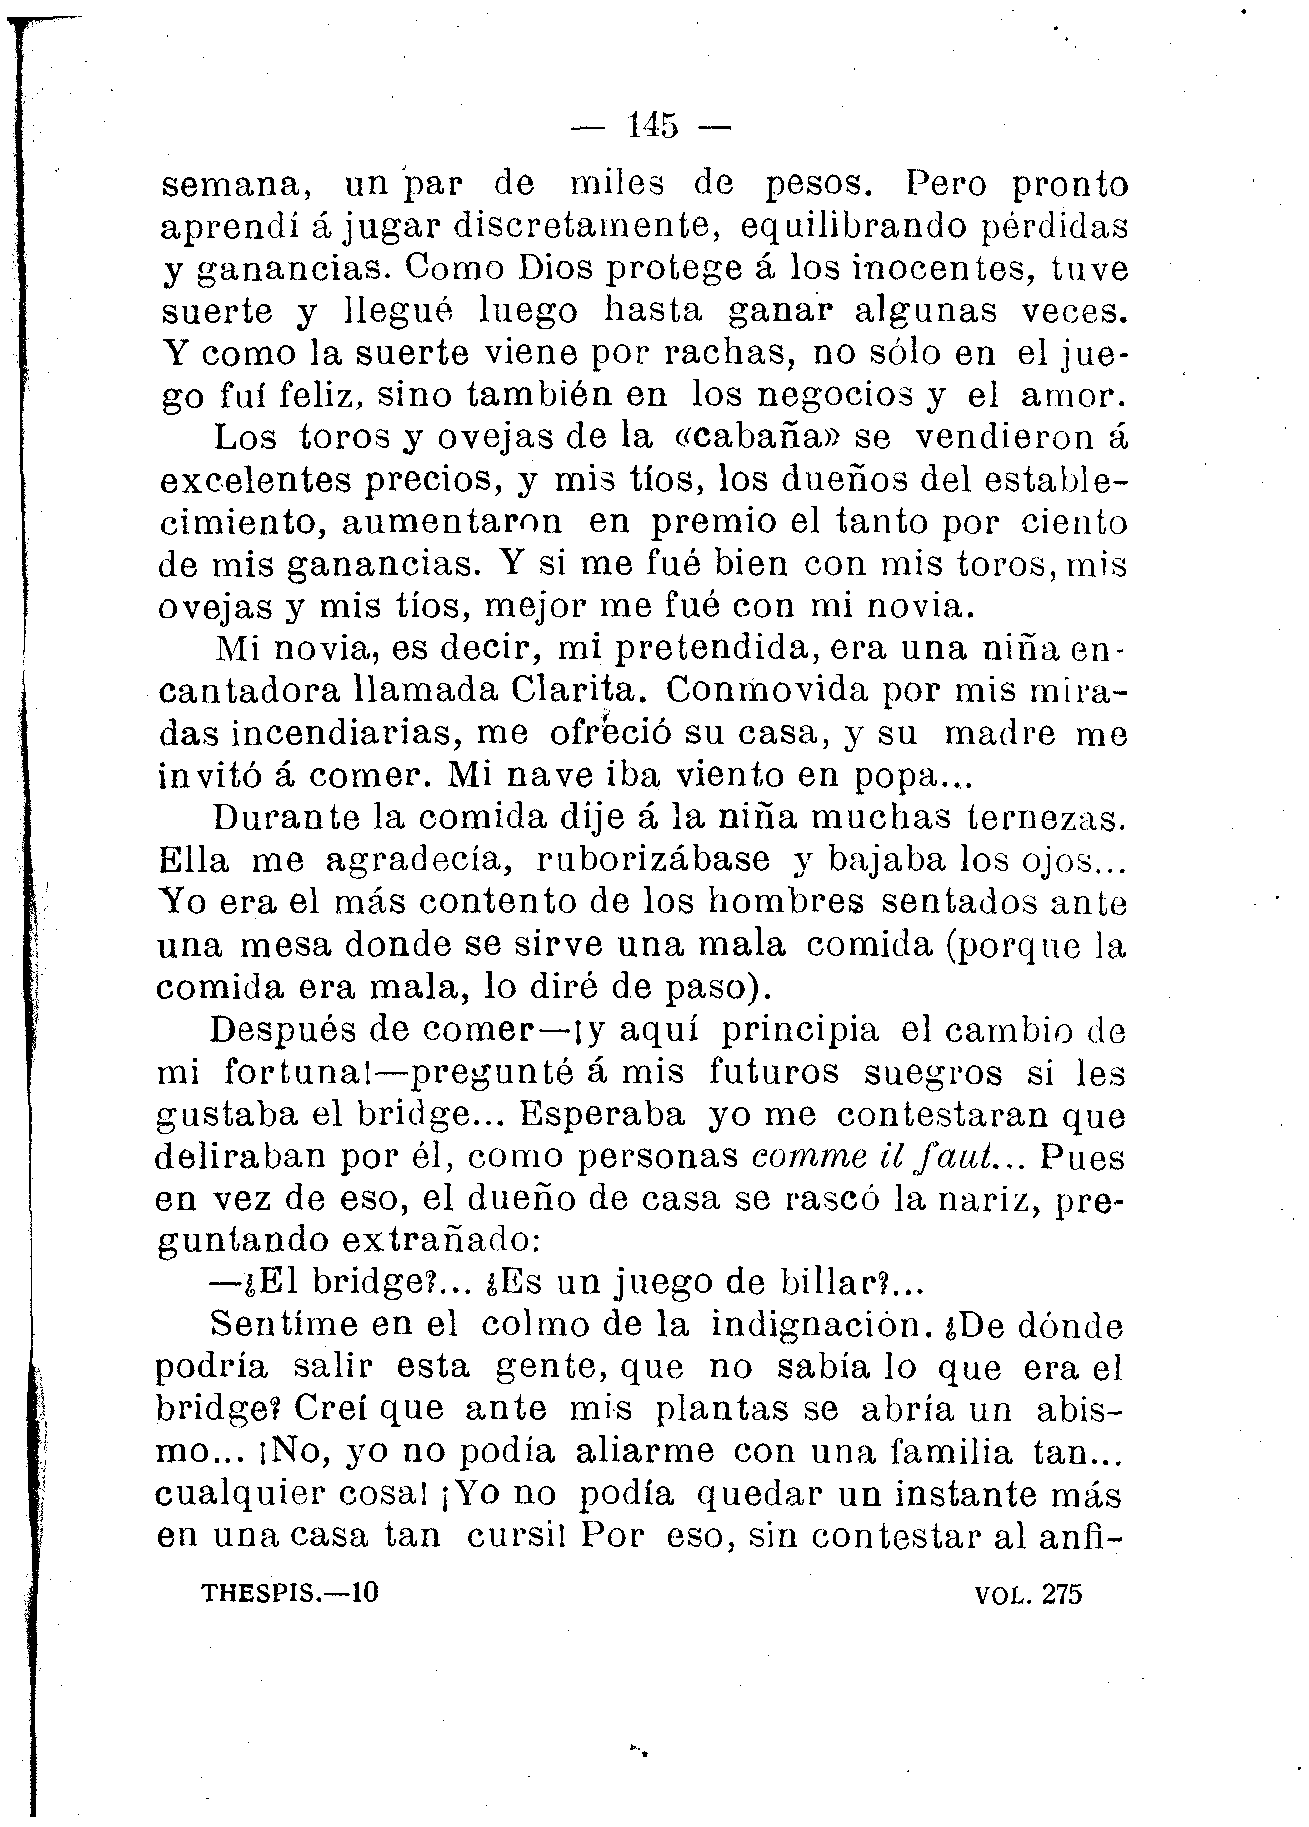 — 145 —
semana, un par de miles de pesos. Pero pronto
aprendí á jugar discretamente, equilibrando pérdidas
y ganancias. Como Dios protege á los inocentes, tuve
suerte y llegué luego hasta ganar algunas veces.
Y como la suerte viene por rachas, no sólo en el jue-
go fuí feliz, sino también en los negocios y el amor.
Los toros y ovejas de la «cabaña» se vendieron á
excelentes precios, y mis tíos, los dueños del estable-
cimiento, aumentaron en premio el tanto por ciento
de mis ganancias. Y si me fué bien con mis toros, mis
ovejas y mis tíos, mejor me fué con mi novia.
Mi novia, es decir, mi pretendida, era una niña en-
cantadora llamada Clarita. Conmovida por mis mira-
das incendiarias, me ofreció su casa, y su madre me
invitó á comer. Mi nave iba viento en popa...
Durante la comida dije á la niña muchas ternezas.
Ella me agradecía, ruborizábase y bajaba los ojos...
Yo era el más contento de los hombres sentados ante
una mesa donde se sirve una mala comida (porque la
comida era mala, lo diré de paso).
Después de comer—¡y aquí principia el cambio de
mi fortuna!—pregunté á mis futuros suegros si les
gustaba el bridge... Esperaba yo me contestaran que
deliraban por él, como personas comme il faut... Pues
en vez de eso, el dueño de casa se rascó la nariz, pre-
guntando extrañado:
—¿El bridge?... ¿Es un juego de billar?...
Sentíme en el colmo de la indignación. ¿De dónde
podría salir esta gente, que no sabía lo que era el
bridge? Creí que ante mis plantas se abría un abis-
mo... ¡No, yo no podía aliarme con una familia tan...
cualquier cosa! ¡Yo no podía quedar un instante más
en una casa tan cursi! Por eso, sin contestar al anfi-
THESPIS.—10 VOL. 275